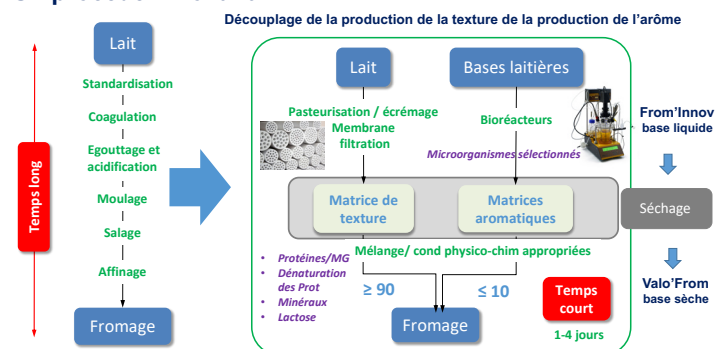 Découplage de la production de la texture de la production de l'arôme
Lait
Standardisation
Coagulation
Egouttage et
acidification
Moulage
Salage
Affinage
Fromage
Temps long
Lait
Pasteurisation / écrémage
Membrane
filtration
Bases laitières
Bioréacteurs
Microorganismes sélectionnés
Matrice de
texture
Matrices
aromatiques
Mélange/ cond physico-chim appropriées
• Protéines/MG
• Dénaturation
des Prot
• Minéraux
• Lactose
≥ 90
≤ 10
Fromage
Temps
court
1-4 jours
From'Innov
base liquide
Séchage
Valo'From
base sèche